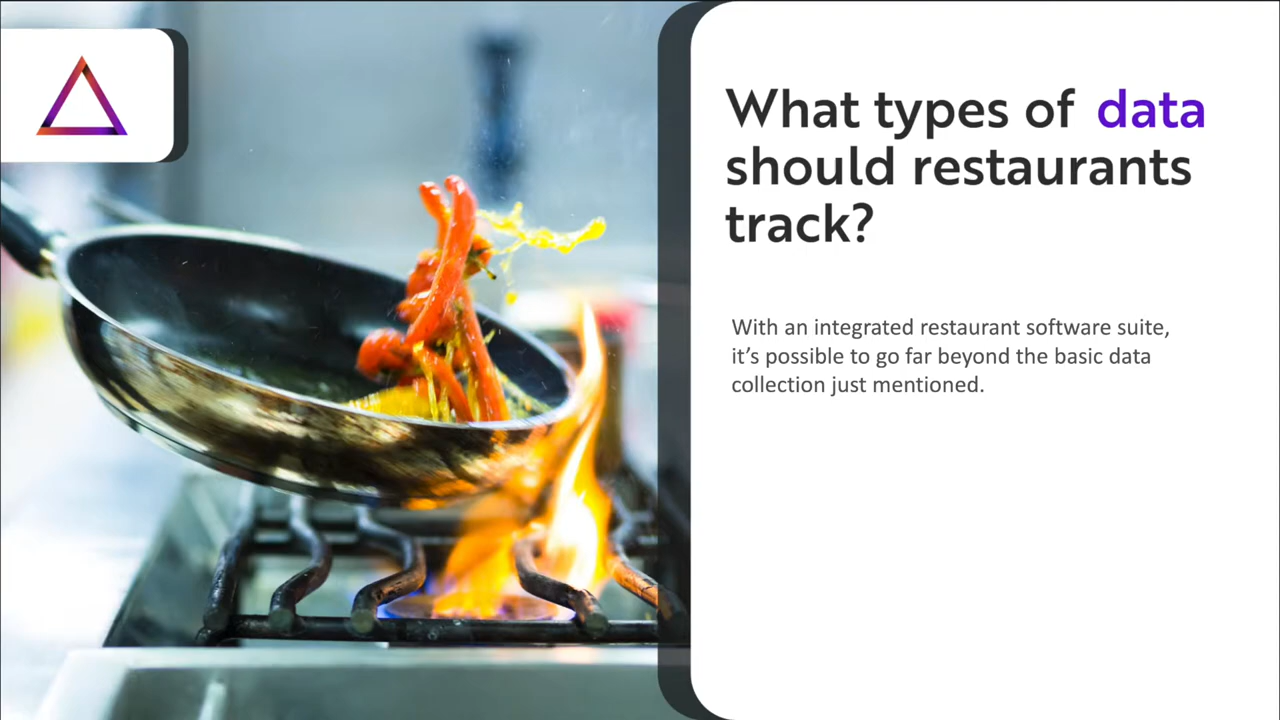 What types of data
should restaurants
track?
With an integrated restaurant software suite,
it’s possible to go far beyond the basic data
collection just mentioned.